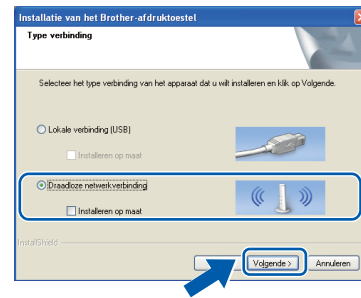 Installatie van het Brother-afdruktoestel
Type verbinding
Selecteer het type verbinding van het apparaat dat u wilt installeren en klik op Volgende.
Lokale verbinding (USB)
Installeren op maat
Draadloze netwerkverbinding
Installeren op maat
InstallShield
Volgende >
Annuleren